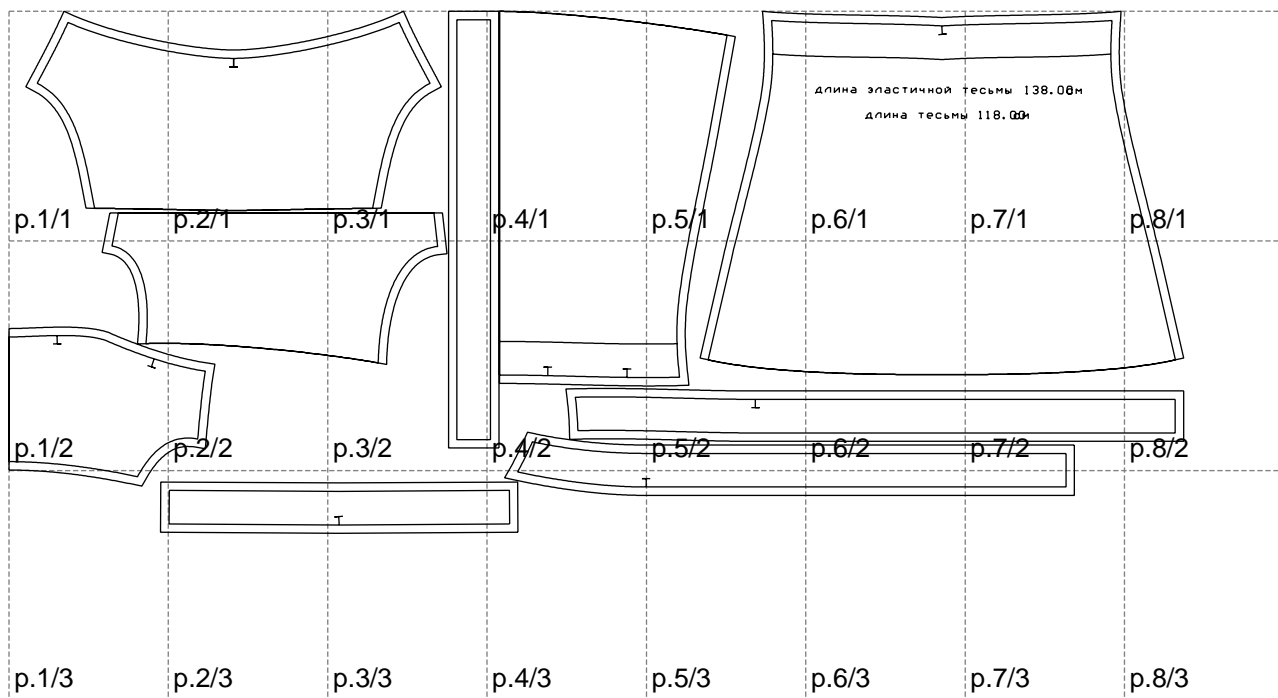 длина эластичной тесьмы 138.00м
длина тесьмы 118.00м
p.1/1 p.2/1 p.3/1 p.4/1 p.5/1 p.6/1 p.7/1 p.8/1
p.1/2 p.2/2 p.3/2 p.4/2 p.5/2 p.6/2 p.7/2 p.8/2
p.1/3 p.2/3 p.3/3 p.4/3 p.5/3 p.6/3 p.7/3 p.8/3